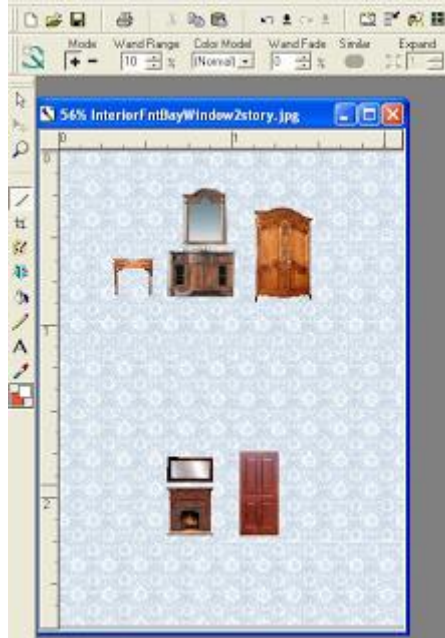 Mode Wand Range Color Model Wand Fade Similar Expand
+ - 10 % (Normal) 0 % 1
56% InteriorFntBayWindow2story.jpg
0 1
0
1
2
A